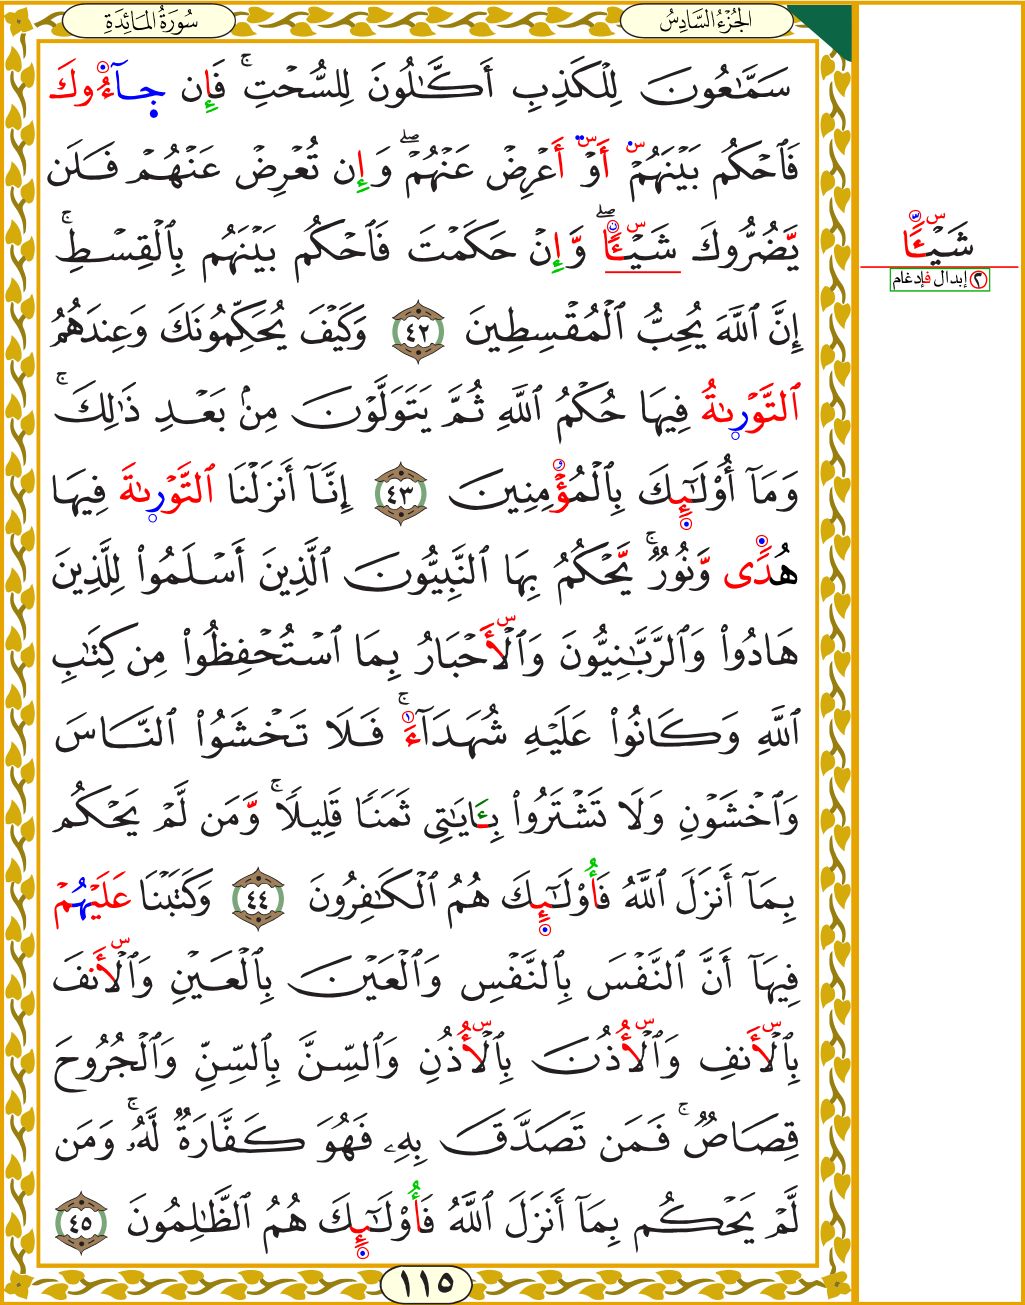 الجُزْءُ السَّادِسُ
سُورَةُ المَائِدَةِ
سَمَّٰعُونَ لِلْكَذِبِ أَكَّٰلُونَ لِلسُّحْتِۚ فَإِن جَآءُوكَ
فَٱحْكُم بَيْنَهُمْ أَوْ أَعْرِضْ عَنْهُمْۖ وَإِن تُعْرِضْ عَنْهُمْ فَلَن
يَّضُرُّوكَ شَيْـًٔاۖ وَّإِنْ حَكَمْتَ فَٱحْكُم بَيْنَهُم بِٱلْقِسْطِۚ
إِنَّ ٱللَّهَ يُحِبُّ ٱلْمُقْسِطِينَ ٤٢ وَكَيْفَ يُحَكِّمُونَكَ وَعِندَهُمُ
ٱلتَّوْرَىٰةُ فِيهَا حُكْمُ ٱللَّهِ ثُمَّ يَتَوَلَّوْنَ مِنۢ بَعْدِ ذَٰلِكَۚ
وَمَآ أُوْلَـٰٓئِكَ بِٱلْمُؤْمِنِينَ ٤٣ إِنَّآ أَنزَلْنَا ٱلتَّوْرَىٰةَ فِيهَا
هُدًى وَّنُورٌۚ يَّحْكُمُ بِهَا ٱلنَّبِيُّونَ ٱلَّذِينَ أَسْلَمُواْ لِلَّذِينَ
هَادُواْ وَٱلرَّبَّـٰنِيُّونَ وَٱلْأَحْبَارُ بِمَا ٱسْتُحْفِظُواْ مِن كِتَـٰبِ
ٱللَّهِ وَكَانُواْ عَلَيْهِ شُهَدَآءَۚ فَلَا تَخْشَوُاْ ٱلنَّاسَ
وَٱخْشَوْنِ وَلَا تَشْتَرُواْ بِـَٔايَـٰتِى ثَمَنًا قَلِيلًاۚ وَّمَن لَّمْ يَحْكُم
بِمَآ أَنزَلَ ٱللَّهُ فَأُوْلَـٰٓئِكَ هُمُ ٱلْكَـٰفِرُونَ ٤٤ وَكَتَبْنَا عَلَيْهُمْ
فِيهَآ أَنَّ ٱلنَّفْسَ بِٱلنَّفْسِ وَٱلْعَيْنَ بِٱلْعَيْنِ وَٱلْأَنفَ
بِٱلْأَنفِ وَٱلْأُذُنَ بِٱلْأُذُنِ وَٱلسِّنَّ بِٱلسِّنِّ وَٱلْجُرُوحَ
قِصَاصٌۚ فَمَن تَصَدَّقَ بِهِۦ فَهُوَ كَفَّارَةٌ لَّهُۥۚ وَمَن
لَّمْ يَحْكُم بِمَآ أَنزَلَ ٱللَّهُ فَأُوْلَـٰٓئِكَ هُمُ ٱلظَّـٰلِمُونَ ٤٥
شَيْـًٔا
٢ إبدال فإدغام
١١٥